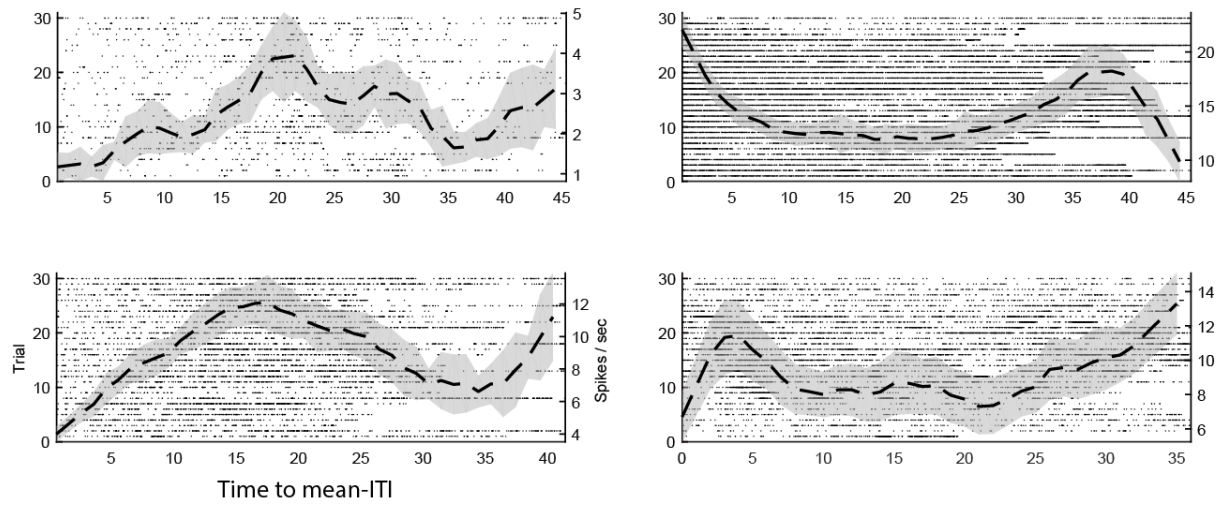 30 5 30
20 4 20 20
3 15
10 2 10 10
0 1 0
5 10 15 20 25 30 35 40 45 5 10 15 20 25 30 35 40 45
30 30 14
12
20 10 20 12
Trial Spikes / sec 10
10 8 10 8
6
0 4 0 6
5 10 15 20 25 30 35 40 0 5 10 15 20 25 30 35
Time to mean-ITI